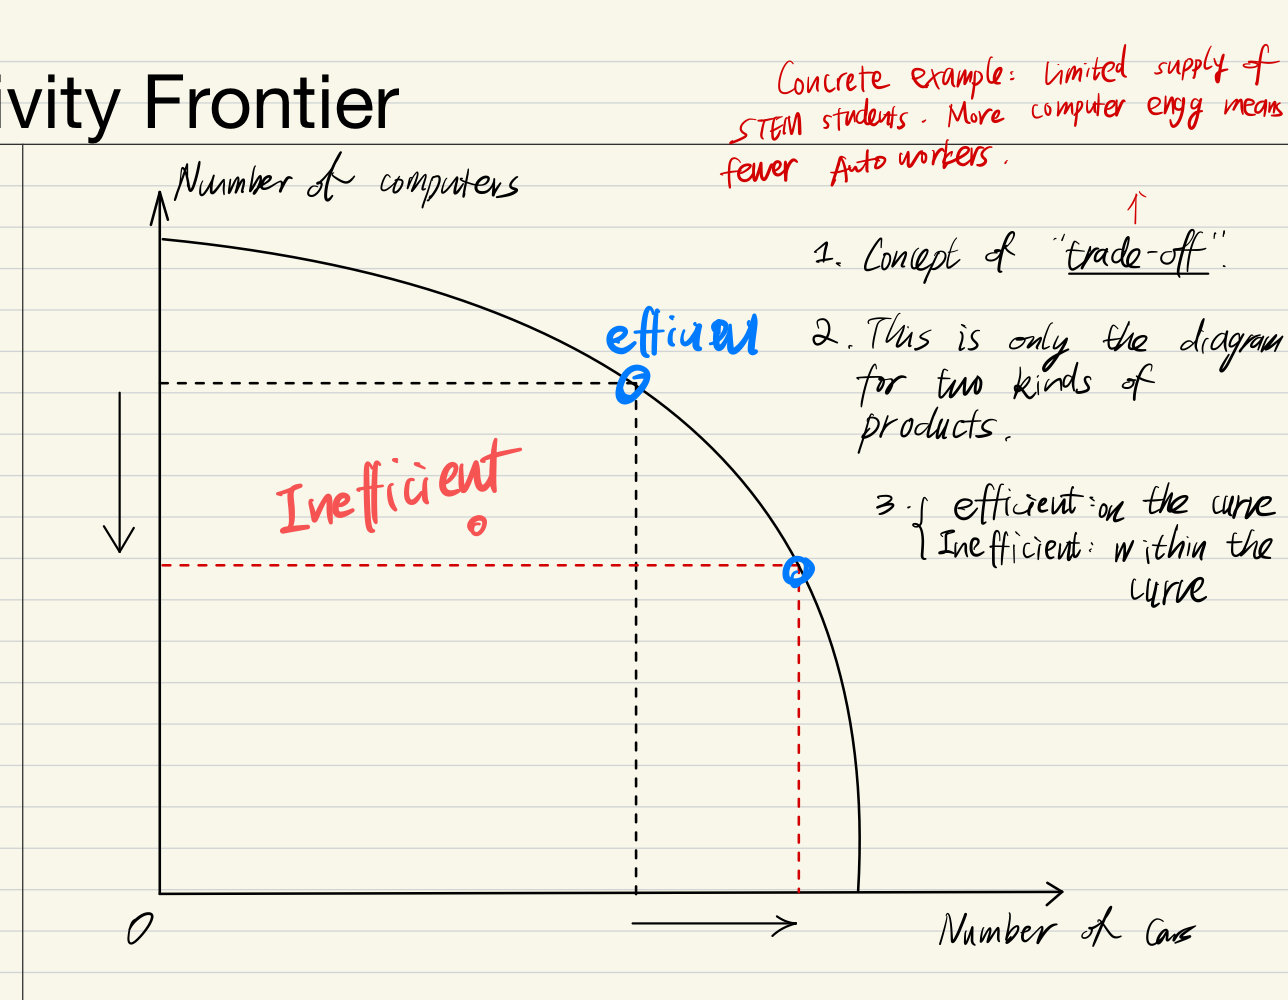 ivity Frontier
Concrete example: limited supply of
STEM students. More computer engg means
fewer Auto workers.
↑
Number of computers
1. Concept of "trade-off".
efficient
2. This is only the diagram
for two kinds of
products.
Inefficient
3. { efficient: on the curve
Inefficient: within the
curve
0
Number of Cars